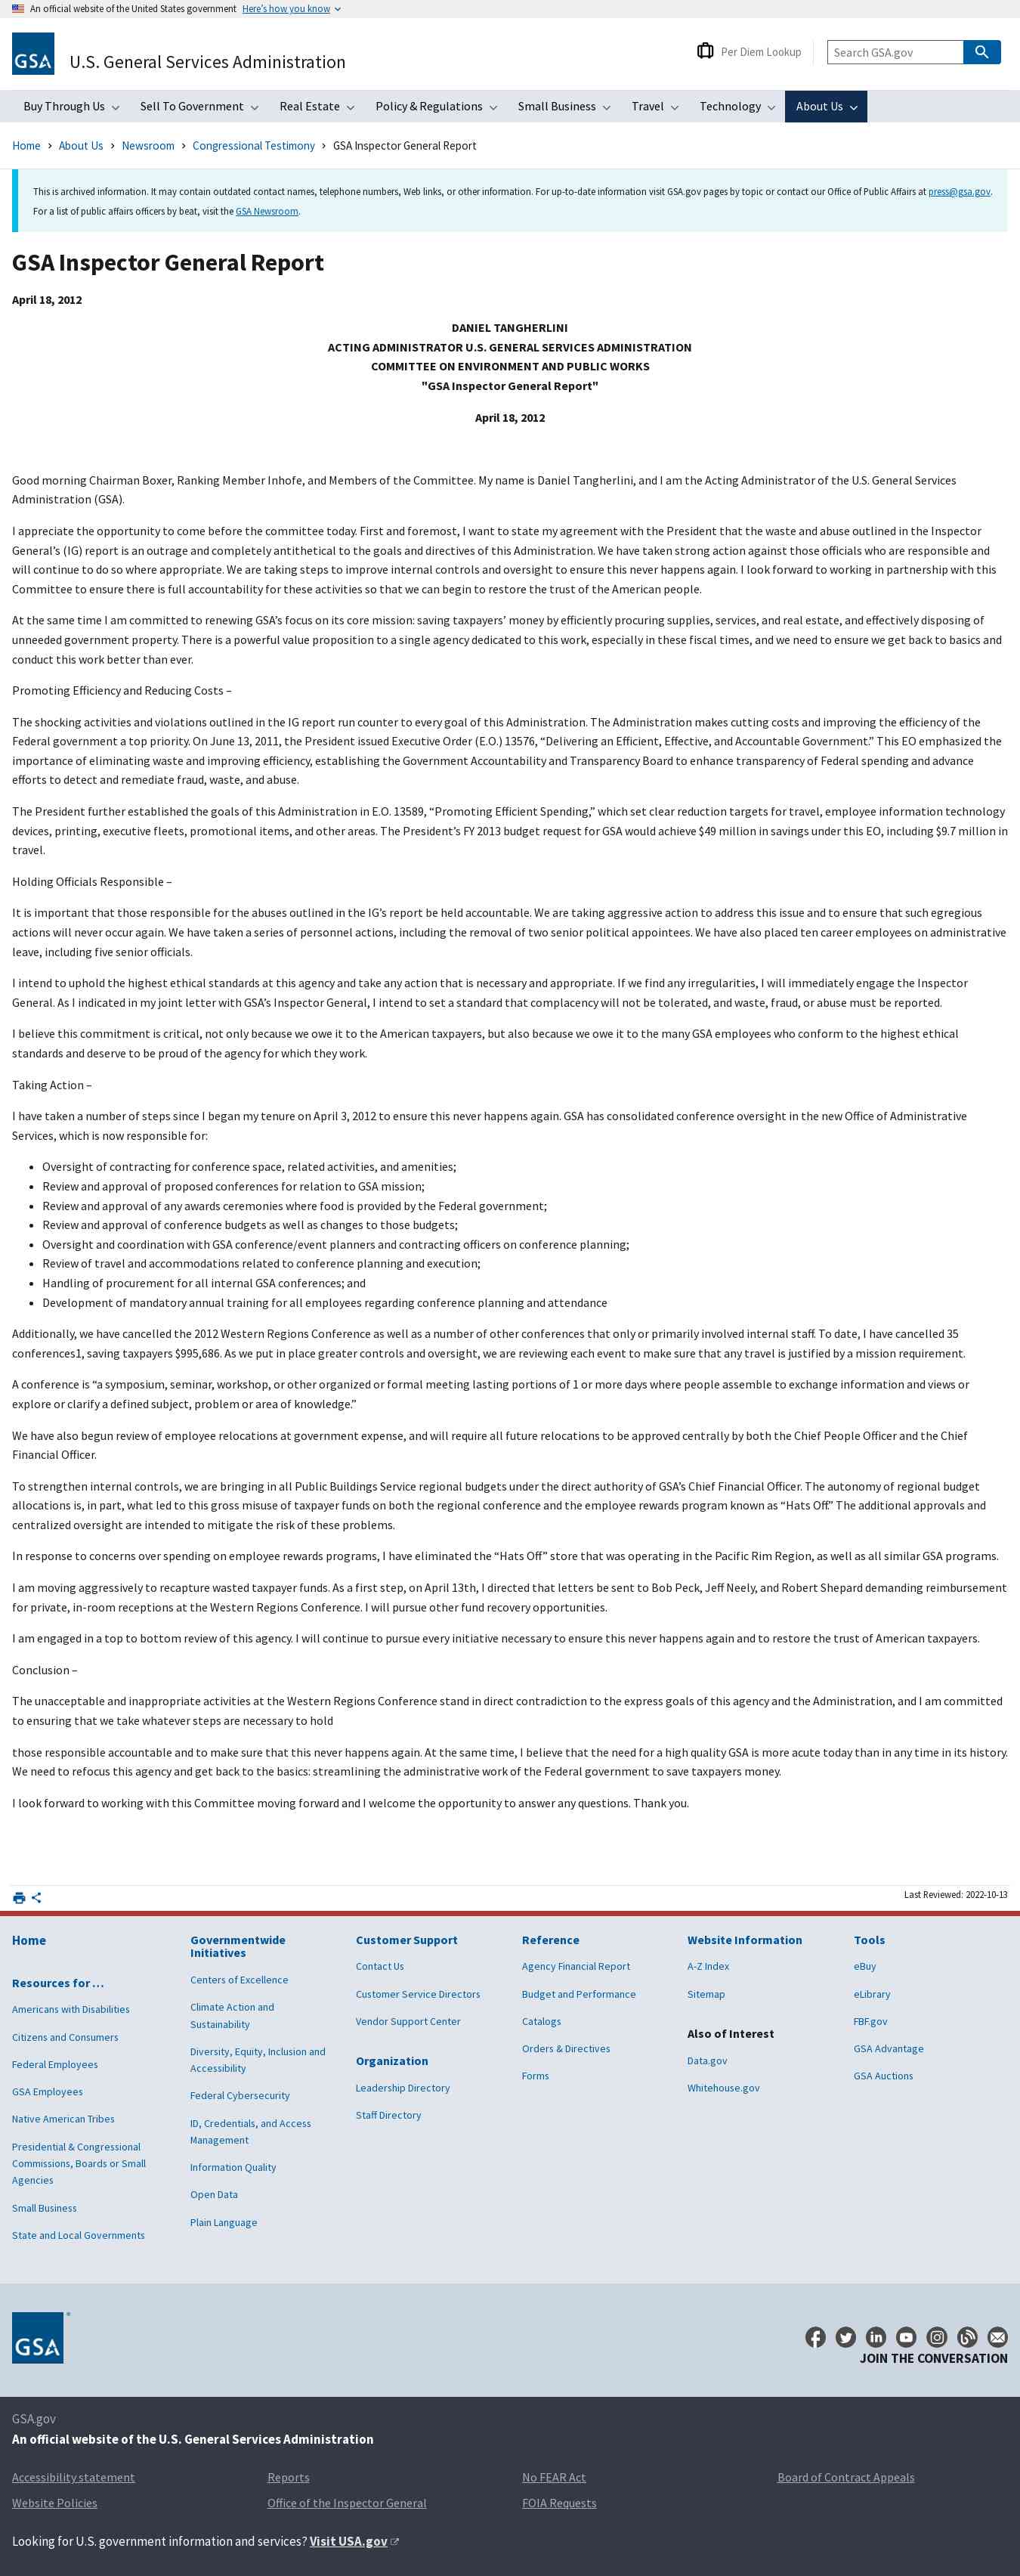 An official website of the United States government Here’s how you know
GSA
U.S. General Services Administration
Per Diem Lookup
Search GSA.gov
Buy Through Us Sell To Government Real Estate Policy & Regulations Small Business Travel Technology About Us
Home > About Us > Newsroom > Congressional Testimony > GSA Inspector General Report
This is archived information. It may contain outdated contact names, telephone numbers, Web links, or other information. For up-to-date information visit GSA.gov pages by topic or contact our Office of Public Affairs at press@gsa.gov.
For a list of public affairs officers by beat, visit the GSA Newsroom.
GSA Inspector General Report
April 18, 2012
DANIEL TANGHERLINI
ACTING ADMINISTRATOR U.S. GENERAL SERVICES ADMINISTRATION
COMMITTEE ON ENVIRONMENT AND PUBLIC WORKS
"GSA Inspector General Report"
April 18, 2012
Good morning Chairman Boxer, Ranking Member Inhofe, and Members of the Committee. My name is Daniel Tangherlini, and I am the Acting Administrator of the U.S. General Services
Administration (GSA).
I appreciate the opportunity to come before the committee today. First and foremost, I want to state my agreement with the President that the waste and abuse outlined in the Inspector
General’s (IG) report is an outrage and completely antithetical to the goals and directives of this Administration. We have taken strong action against those officials who are responsible and
will continue to do so where appropriate. We are taking steps to improve internal controls and oversight to ensure this never happens again. I look forward to working in partnership with this
Committee to ensure there is full accountability for these activities so that we can begin to restore the trust of the American people.
At the same time I am committed to renewing GSA’s focus on its core mission: saving taxpayers’ money by efficiently procuring supplies, services, and real estate, and effectively disposing of
unneeded government property. There is a powerful value proposition to a single agency dedicated to this work, especially in these fiscal times, and we need to ensure we get back to basics and
conduct this work better than ever.
Promoting Efficiency and Reducing Costs –
The shocking activities and violations outlined in the IG report run counter to every goal of this Administration. The Administration makes cutting costs and improving the efficiency of the
Federal government a top priority. On June 13, 2011, the President issued Executive Order (E.O.) 13576, “Delivering an Efficient, Effective, and Accountable Government.” This EO emphasized the
importance of eliminating waste and improving efficiency, establishing the Government Accountability and Transparency Board to enhance transparency of Federal spending and advance
efforts to detect and remediate fraud, waste, and abuse.
The President further established the goals of this Administration in E.O. 13589, “Promoting Efficient Spending,” which set clear reduction targets for travel, employee information technology
devices, printing, executive fleets, promotional items, and other areas. The President’s FY 2013 budget request for GSA would achieve $49 million in savings under this EO, including $9.7 million in
travel.
Holding Officials Responsible –
It is important that those responsible for the abuses outlined in the IG’s report be held accountable. We are taking aggressive action to address this issue and to ensure that such egregious
actions will never occur again. We have taken a series of personnel actions, including the removal of two senior political appointees. We have also placed ten career employees on administrative
leave, including five senior officials.
I intend to uphold the highest ethical standards at this agency and take any action that is necessary and appropriate. If we find any irregularities, I will immediately engage the Inspector
General. As I indicated in my joint letter with GSA’s Inspector General, I intend to set a standard that complacency will not be tolerated, and waste, fraud, or abuse must be reported.
I believe this commitment is critical, not only because we owe it to the American taxpayers, but also because we owe it to the many GSA employees who conform to the highest ethical
standards and deserve to be proud of the agency for which they work.
Taking Action –
I have taken a number of steps since I began my tenure on April 3, 2012 to ensure this never happens again. GSA has consolidated conference oversight in the new Office of Administrative
Services, which is now responsible for:
• Oversight of contracting for conference space, related activities, and amenities;
• Review and approval of proposed conferences for relation to GSA mission;
• Review and approval of any awards ceremonies where food is provided by the Federal government;
• Review and approval of conference budgets as well as changes to those budgets;
• Oversight and coordination with GSA conference/event planners and contracting officers on conference planning;
• Review of travel and accommodations related to conference planning and execution;
• Handling of procurement for all internal GSA conferences; and
• Development of mandatory annual training for all employees regarding conference planning and attendance
Additionally, we have cancelled the 2012 Western Regions Conference as well as a number of other conferences that only or primarily involved internal staff. To date, I have cancelled 35
conferences1, saving taxpayers $995,686. As we put in place greater controls and oversight, we are reviewing each event to make sure that any travel is justified by a mission requirement.
A conference is “a symposium, seminar, workshop, or other organized or formal meeting lasting portions of 1 or more days where people assemble to exchange information and views or
explore or clarify a defined subject, problem or area of knowledge.”
We have also begun review of employee relocations at government expense, and will require all future relocations to be approved centrally by both the Chief People Officer and the Chief
Financial Officer.
To strengthen internal controls, we are bringing in all Public Buildings Service regional budgets under the direct authority of GSA’s Chief Financial Officer. The autonomy of regional budget
allocations is, in part, what led to this gross misuse of taxpayer funds on both the regional conference and the employee rewards program known as “Hats Off.” The additional approvals and
centralized oversight are intended to mitigate the risk of these problems.
In response to concerns over spending on employee rewards programs, I have eliminated the “Hats Off” store that was operating in the Pacific Rim Region, as well as all similar GSA programs.
I am moving aggressively to recapture wasted taxpayer funds. As a first step, on April 13th, I directed that letters be sent to Bob Peck, Jeff Neely, and Robert Shepard demanding reimbursement
for private, in-room receptions at the Western Regions Conference. I will pursue other fund recovery opportunities.
I am engaged in a top to bottom review of this agency. I will continue to pursue every initiative necessary to ensure this never happens again and to restore the trust of American taxpayers.
Conclusion –
The unacceptable and inappropriate activities at the Western Regions Conference stand in direct contradiction to the express goals of this agency and the Administration, and I am committed
to ensuring that we take whatever steps are necessary to hold
those responsible accountable and to make sure that this never happens again. At the same time, I believe that the need for a high quality GSA is more acute today than in any time in its history.
We need to refocus this agency and get back to the basics: streamlining the administrative work of the Federal government to save taxpayers money.
I look forward to working with this Committee moving forward and I welcome the opportunity to answer any questions. Thank you.
Last Reviewed: 2022-10-13
Home
Resources for …
Americans with Disabilities
Citizens and Consumers
Federal Employees
GSA Employees
Native American Tribes
Presidential & Congressional
Commissions, Boards or Small
Agencies
Small Business
State and Local Governments
Governmentwide
Initiatives
Centers of Excellence
Climate Action and
Sustainability
Diversity, Equity, Inclusion and
Accessibility
Federal Cybersecurity
ID, Credentials, and Access
Management
Information Quality
Open Data
Plain Language
Customer Support
Contact Us
Customer Service Directors
Vendor Support Center
Organization
Leadership Directory
Staff Directory
Reference
Agency Financial Report
Budget and Performance
Catalogs
Orders & Directives
Forms
Website Information
A-Z Index
Sitemap
Also of Interest
Data.gov
Whitehouse.gov
Tools
eBuy
eLibrary
FBF.gov
GSA Advantage
GSA Auctions
GSA
JOIN THE CONVERSATION
GSA.gov
An official website of the U.S. General Services Administration
Accessibility statement Reports No FEAR Act Board of Contract Appeals
Website Policies Office of the Inspector General FOIA Requests
Looking for U.S. government information and services? Visit USA.gov